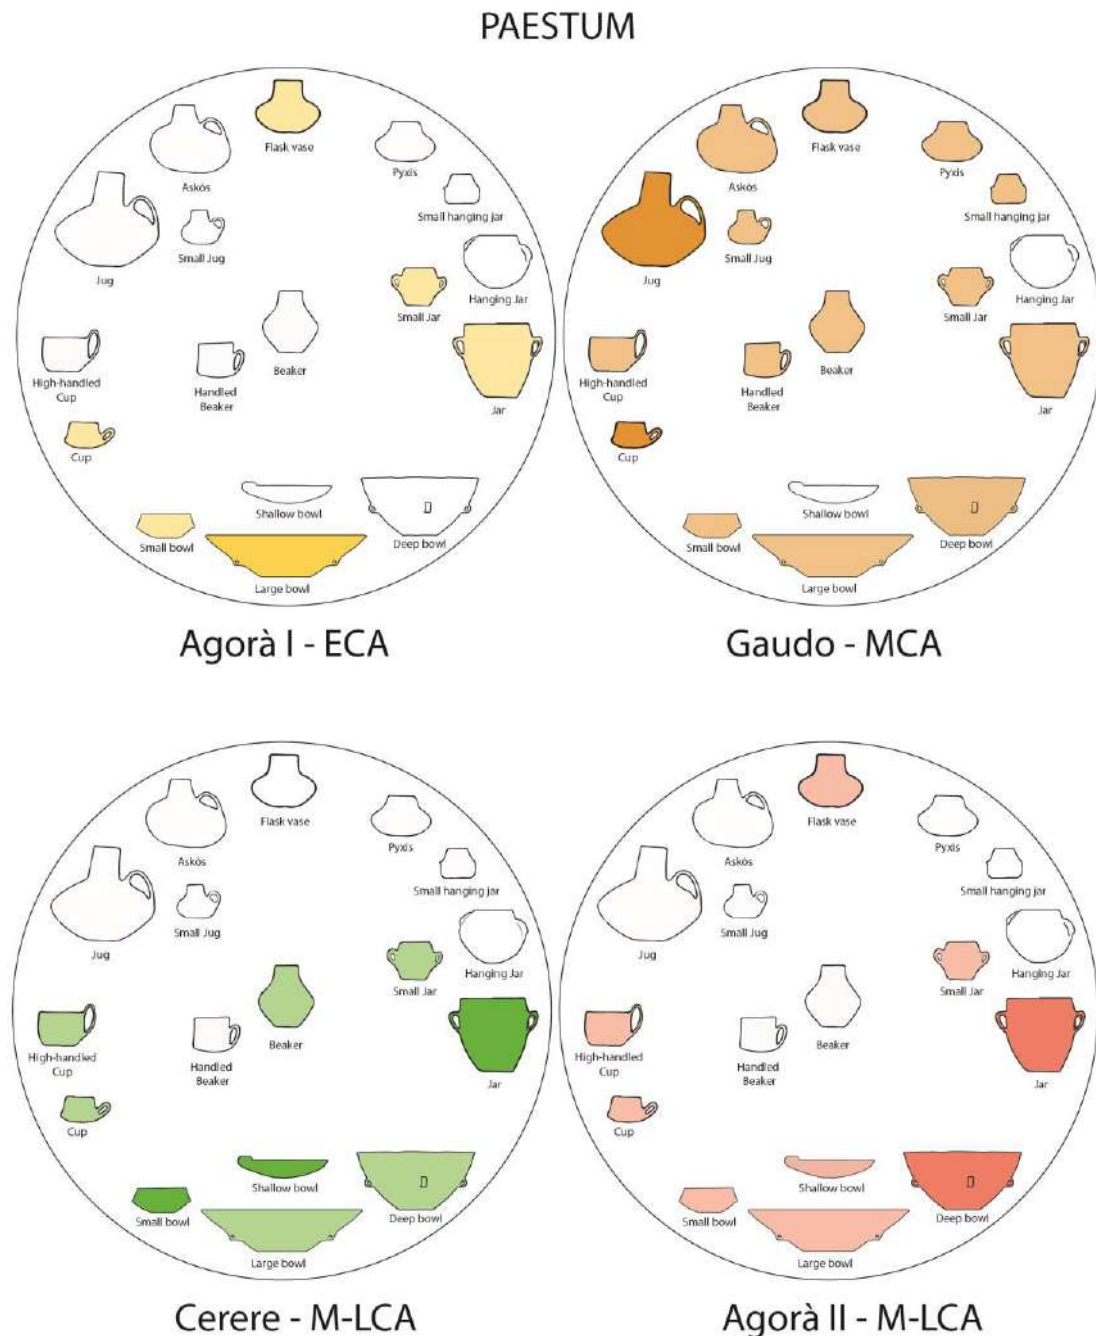 PAESTUM
Flask vase
Askòs
Pyxis
Small hanging jar
Jug
Small Jug
Hanging Jar
Small Jar
Beaker
High-handled
Cup
Handled
Beaker
Jar
Cup
Shallow bowl
Small bowl
Deep bowl
Large bowl
Agorà I - ECA
Flask vase
Askòs
Pyxis
Small hanging jar
Jug
Small Jug
Hanging Jar
Small Jar
Beaker
High-handled
Cup
Handled
Beaker
Jar
Cup
Shallow bowl
Small bowl
Deep bowl
Large bowl
Gaudo - MCA
Flask vase
Askòs
Pyxis
Small hanging jar
Jug
Small Jug
Hanging Jar
Small Jar
Beaker
High-handled
Cup
Handled
Beaker
Jar
Cup
Shallow bowl
Small bowl
Deep bowl
Large bowl
Cerere - M-LCA
Flask vase
Askòs
Pyxis
Small hanging jar
Jug
Small Jug
Hanging Jar
Small Jar
Beaker
High-handled
Cup
Handled
Beaker
Jar
Cup
Shallow bowl
Small bowl
Deep bowl
Large bowl
Agorà II - M-LCA